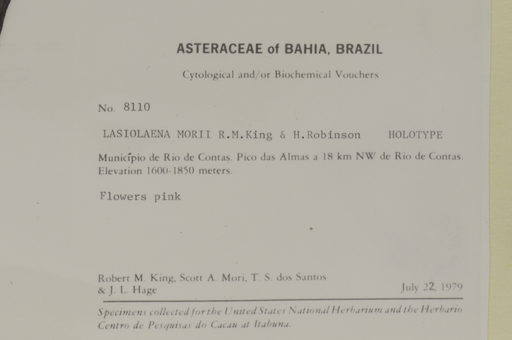 ASTERACEAE of BAHIA, BRAZIL
Cytological and/or Biochemical Vouchers
No. 8110
LASIOLAENA MORII R.M.King & H.Robinson HOLOTYPE
Município de Rio de Contas. Pico das Almas a 18 km NW de Rio de Contas.
Elevation 1600-1850 meters.
Flowers pink
Robert M. King, Scott A. Mori, T. S. dos Santos
& J. L. Hage July 22, 1979
Specimens collected for the United States National Herbarium and the Herbario
Centro de Pesquisas do Cacau at Itabuna.